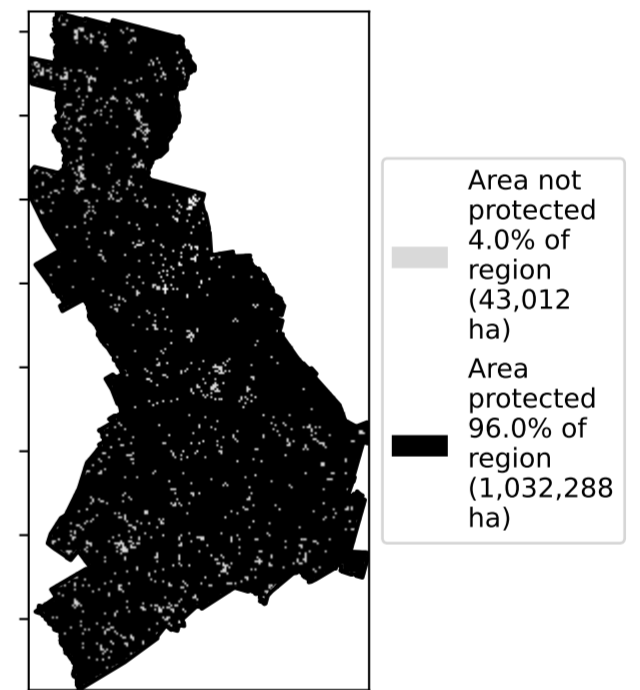 Area not
protected
4.0% of
region
(43,012
ha)
Area
protected
96.0% of
region
(1,032,288
ha)